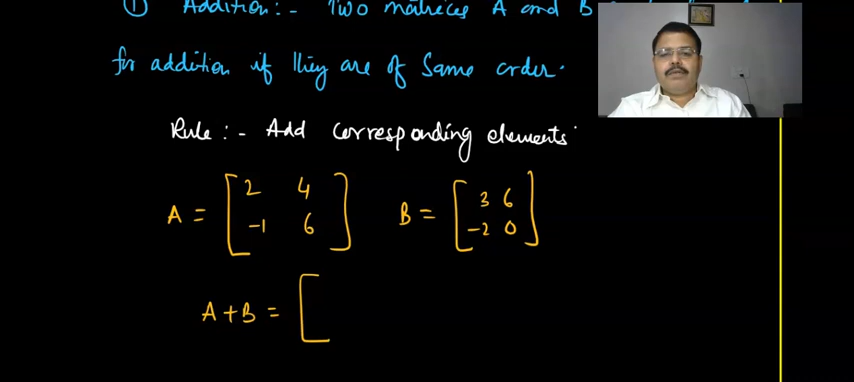 ① Addition :- Two matrices A and B
for addition if they are of Same order.
Rule :- Add corresponding elements.
A = [ 2 4 B = [ 3 6
-1 6 ] -2 0 ]
A + B = [